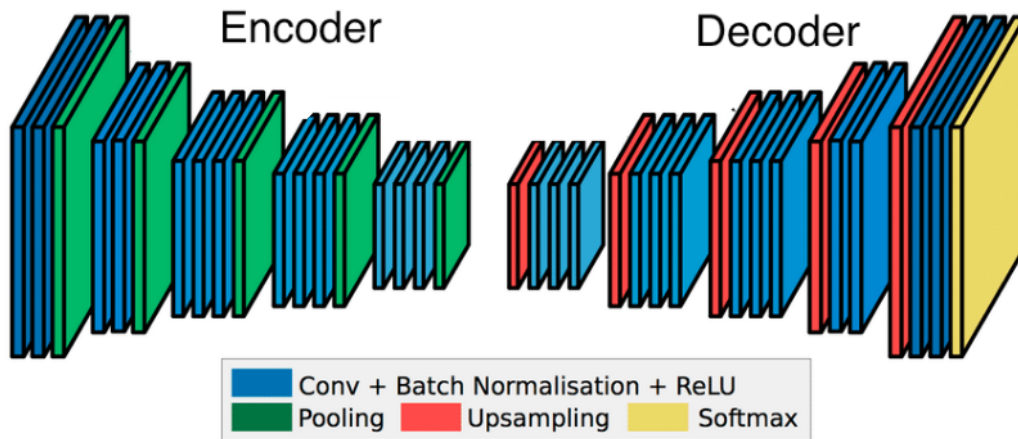 Encoder
Decoder
Conv + Batch Normalisation + ReLU
Pooling
Upsampling
Softmax